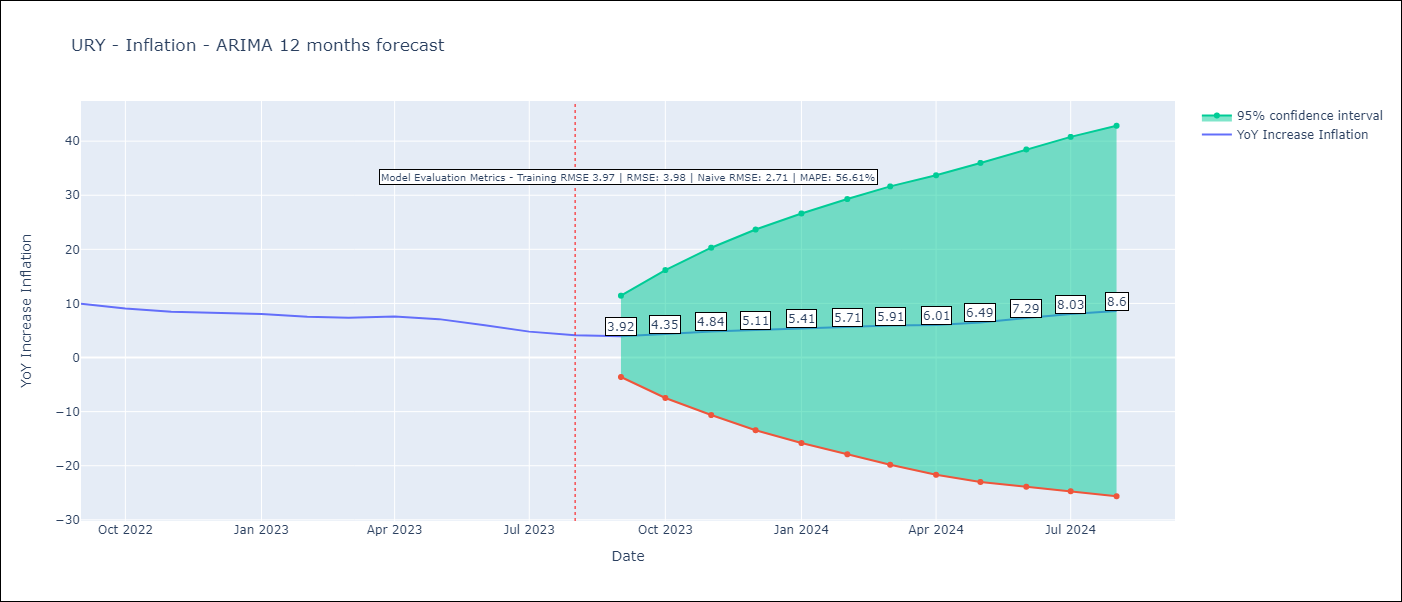 URY - Inflation - ARIMA 12 months forecast
95% confidence interval
YoY Increase Inflation
Model Evaluation Metrics - Training RMSE 3.97 | RMSE: 3.98 | Naive RMSE: 2.71 | MAPE: 56.61%
YoY Increase Inflation
40
30
20
10
0
−10
−20
−30
3.92
4.35
4.84
5.11
5.41
5.71
5.91
6.01
6.49
7.29
8.03
8.6
Oct 2022
Jan 2023
Apr 2023
Jul 2023
Oct 2023
Jan 2024
Apr 2024
Jul 2024
Date